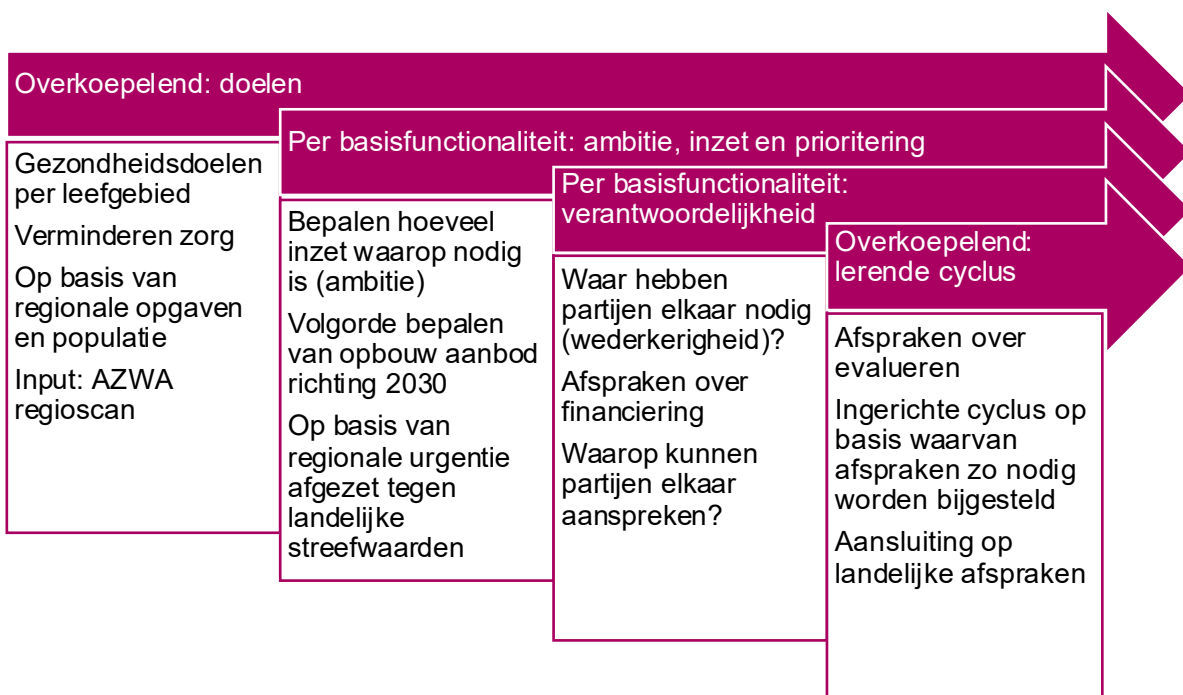 Overkoepelend: doelen
Gezondheidsdoelen
per leefgebied
Verminderen zorg
Op basis van
regionale opgaven
en populatie
Input: AZWA
regioscan
Per basisfunctionaliteit: ambitie, inzet en prioritering
Bepalen hoeveel
inzet waarop nodig
is (ambitie)
Volgorde bepalen
van opbouw aanbod
richting 2030
Op basis van
regionale urgentie
afgezet tegen
landelijke
streefwaarden
Per basisfunctionaliteit:
verantwoordelijkheid
Waar hebben
partijen elkaar nodig
(wederkerigheid)?
Afspraken over
financiering
Waarop kunnen
partijen elkaar
aanspreken?
Overkoepelend:
lerende cyclus
Afspraken over
evalueren
Ingerichte cyclus op
basis waarvan
afspraken zo nodig
worden bijgesteld
Aansluiting op
landelijke afspraken